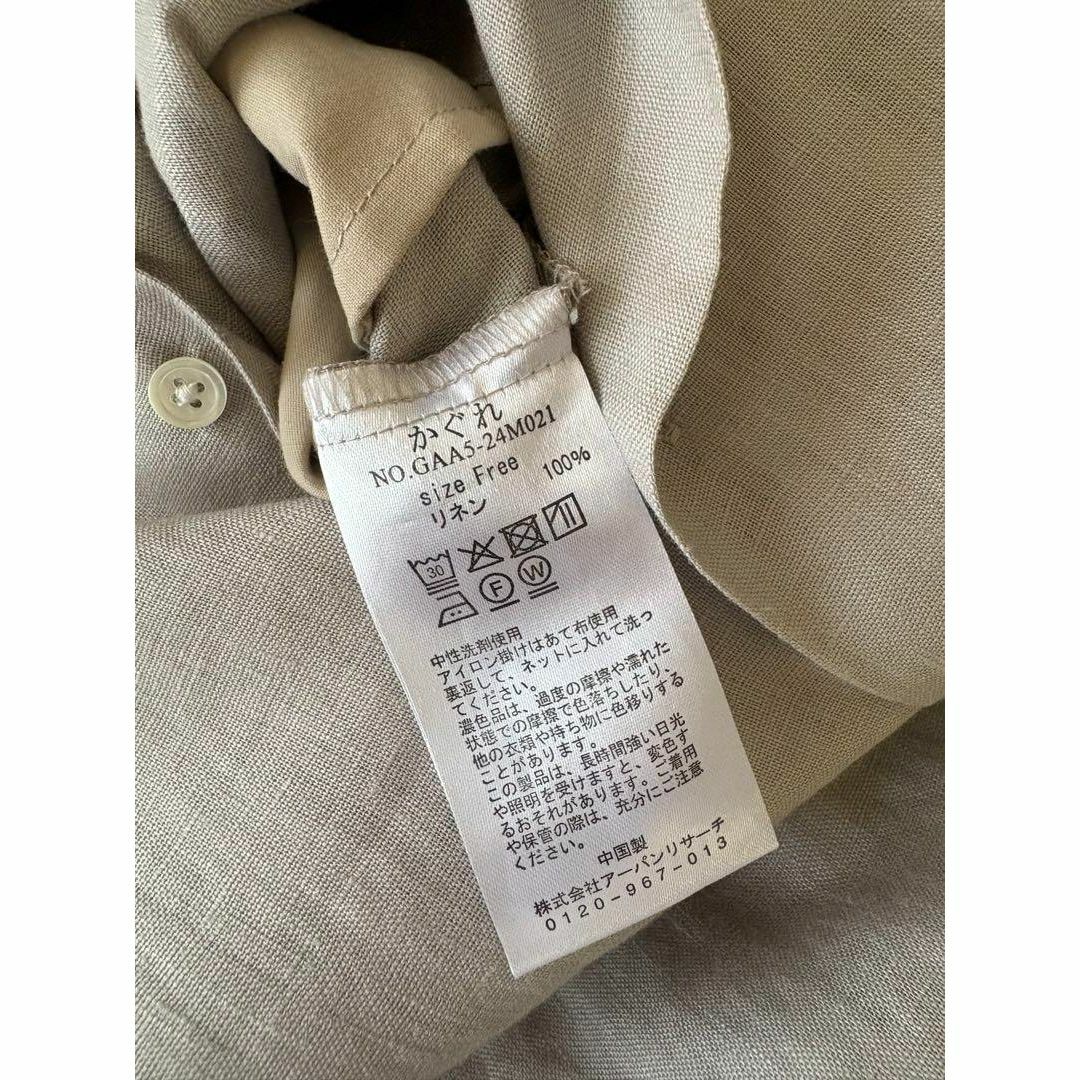 かぐれ
NO.GAA5-24M021
size Free
リネン 100%
30
F W
中性洗剤使用
アイロン掛けはあて布使用
裏返して、ネットに入れて洗っ
てください。
濃色品は、過度の摩擦や濡れた
状態での摩擦で色落ちしたり、
他の衣類や持ち物に色移りする
ことがあります。
この製品は、長時間強い日光
や照明を受けますと、変色す
るおそれがあります。ご着用
や保管の際は、充分にご注意
ください。
中国製
株式会社アーバンリサーチ
0120-967-013